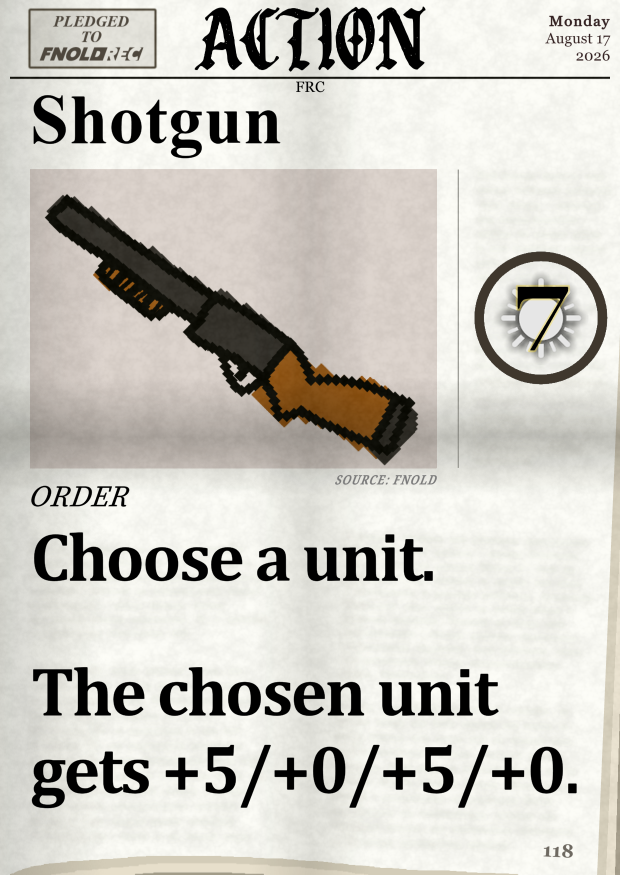 PLEDGED
TO
FNOLDREC
ACTION
Monday
August 17
2026
FRC
Shotgun
7
SOURCE: FNOLD
ORDER
Choose a unit.
The chosen unit
gets +5/+0/+5/+0.
118